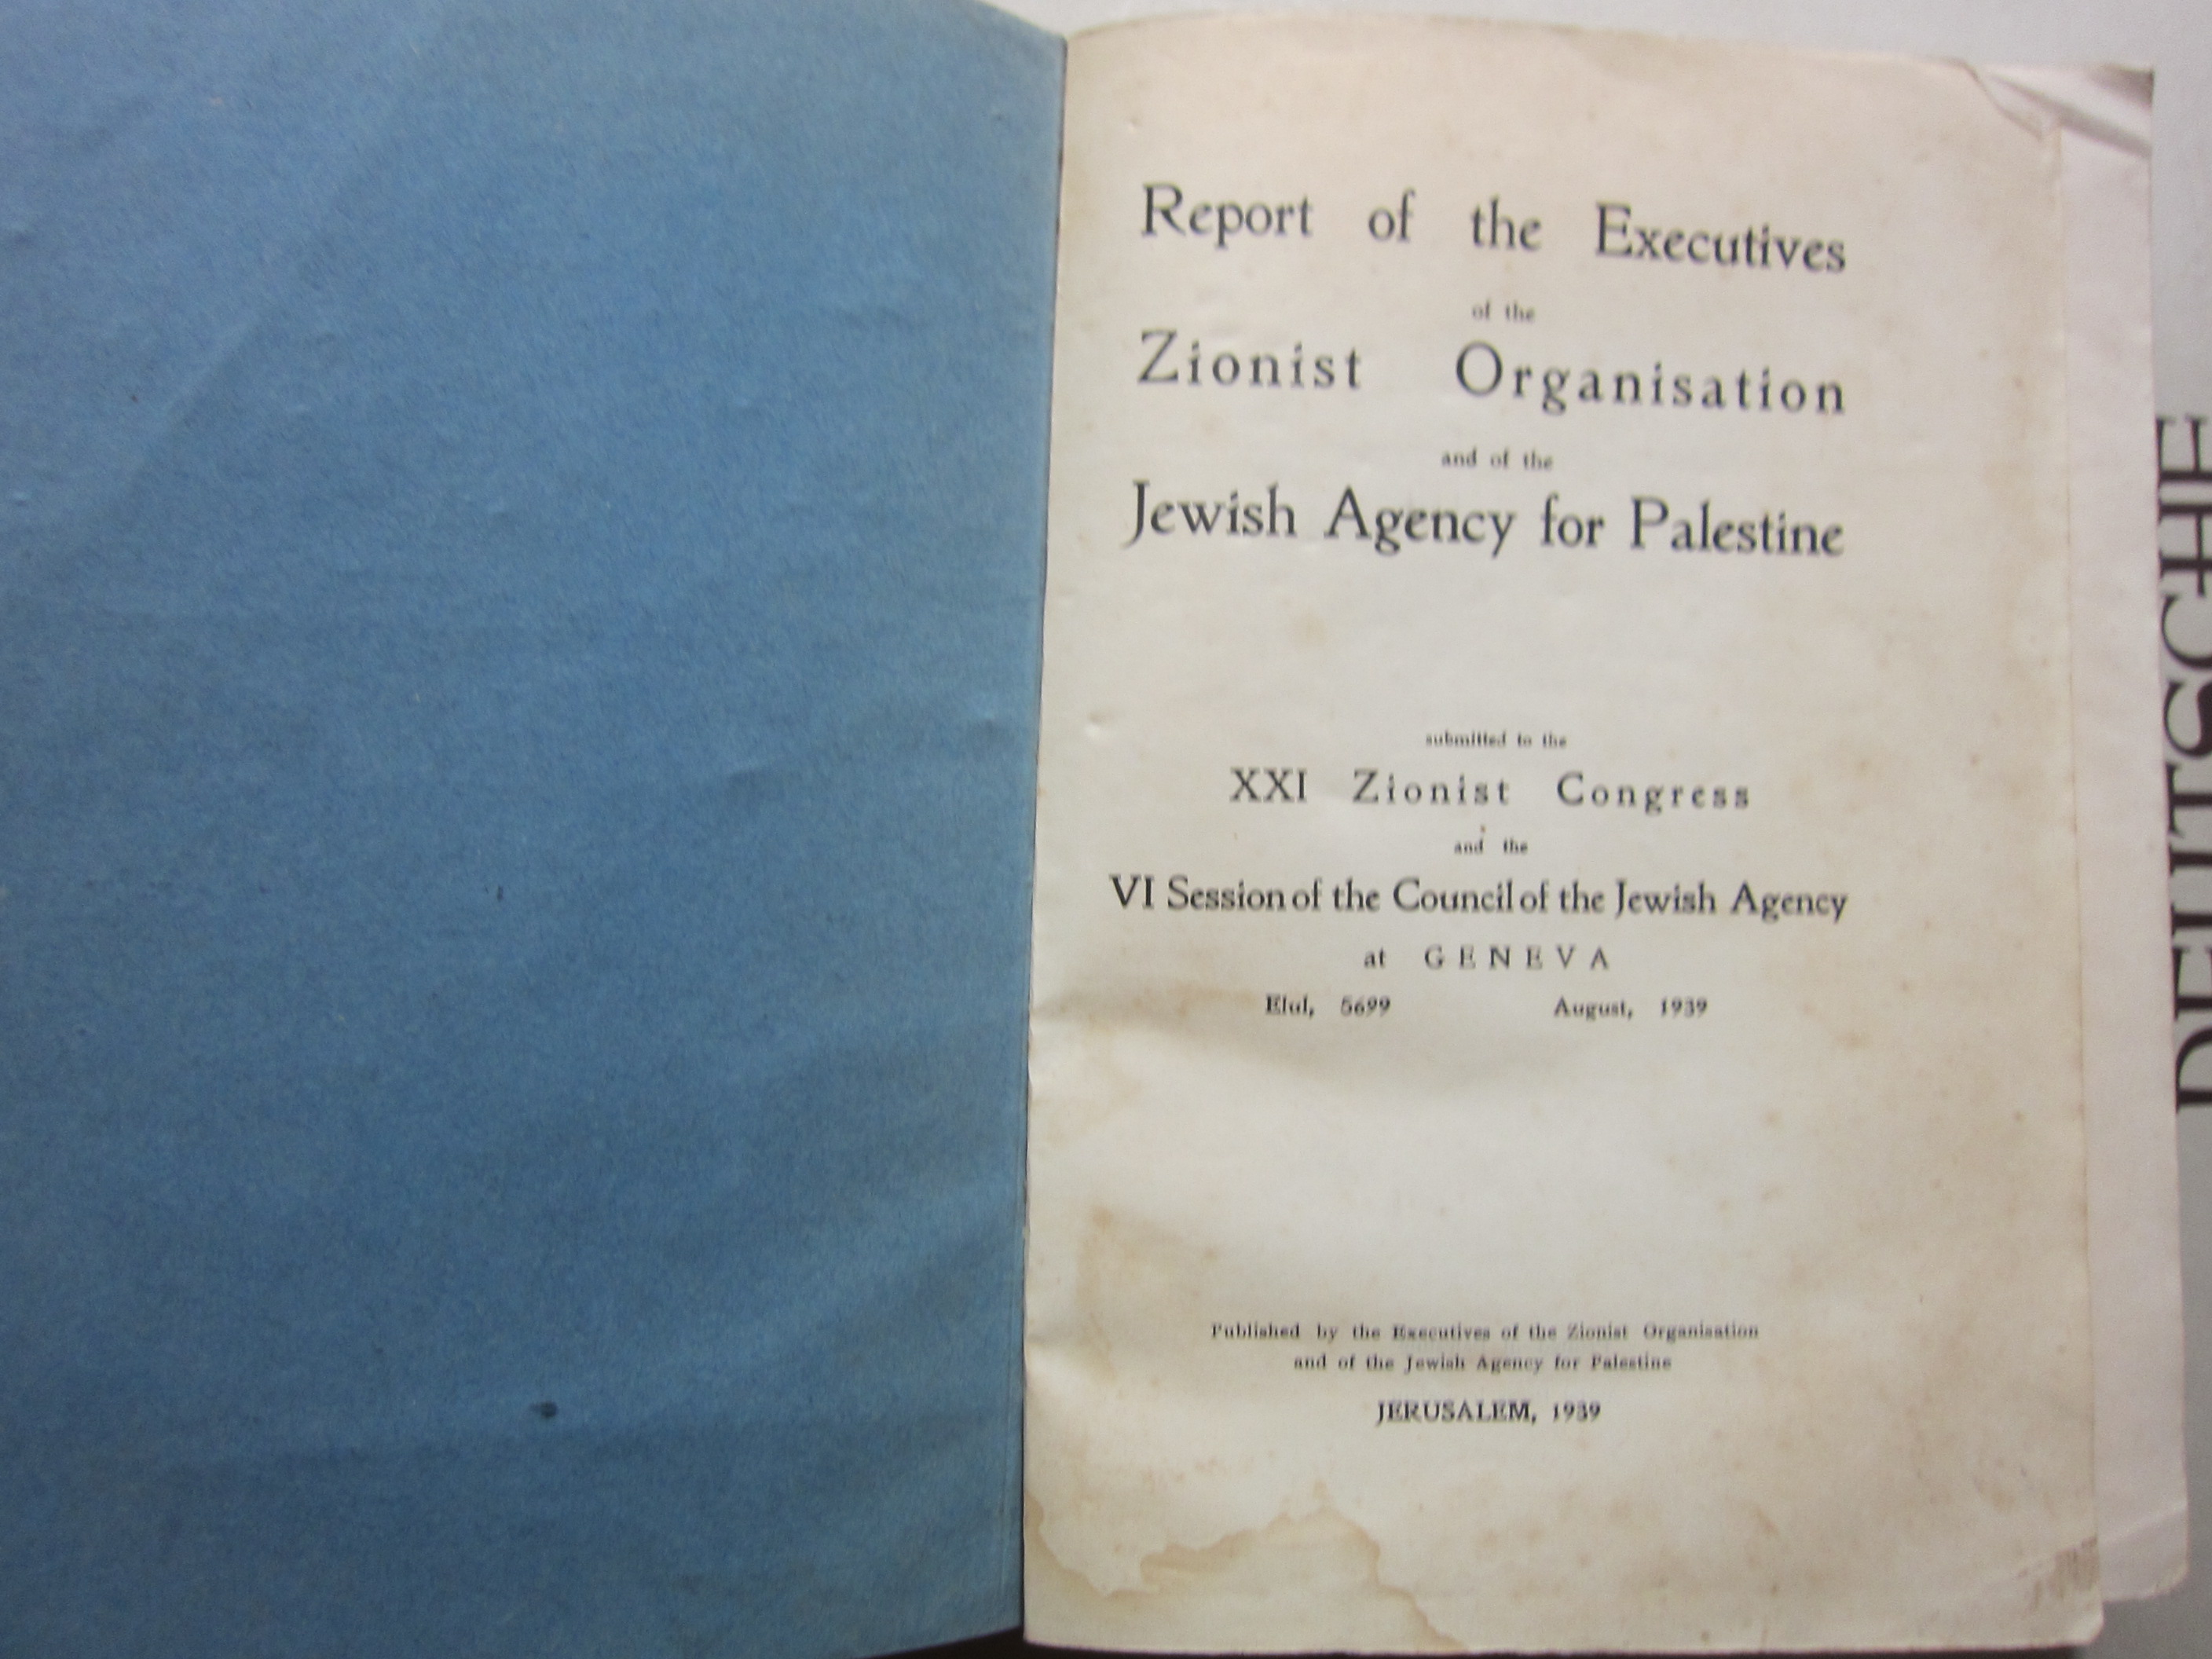 Report of the Executives
of the
Zionist Organisation
and of the
Jewish Agency for Palestine
submitted to the
XXI Zionist Congress
and the
VI Session of the Council of the Jewish Agency
at GENEVA
Elul, 5699 August, 1939
Published by the Executives of the Zionist Organisation
and of the Jewish Agency for Palestine
JERUSALEM, 1939
DEUTSCHE